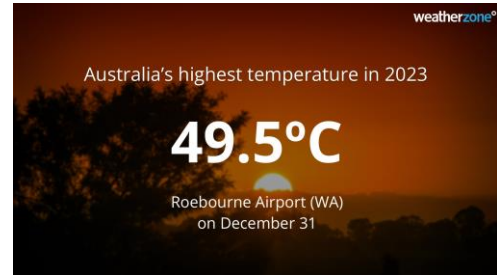 weatherzone°
Australia's highest temperature in 2023
49.5°C
Roebourne Airport (WA)
on December 31